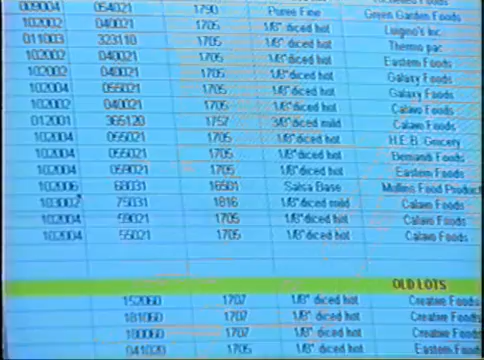 009004 054021 1790 Puree Fine Green Garden Foods
102002 040021 1705 1/8" diced hot Luigino's Inc.
011003 323110 1705 1/8" diced hot Thermo pac
102002 040021 1705 1/8" diced hot Eastern Foods
102002 040021 1705 1/8" diced hot Galaxy Foods
102004 055021 1705 1/8" diced hot Galaxy Foods
102002 040021 1705 1/8" diced hot Calavo Foods
012001 365120 1757 3/8" diced mild Calavo Foods
102004 055021 1705 1/8" diced hot H.E.B. Grocery
102004 055021 1705 1/8" diced hot Bernardi Foods
102004 059021 1705 1/8" diced hot Eastern Foods
102006 68031 16501 Salsa Base Mullins Food Product
103002 75031 1816 1/8" diced mild Calavo Foods
102004 59021 1705 1/8" diced hot Calavo Foods
102004 55021 1705 1/8" diced hot Calavo Foods
OLD LOTS
152060 1707 1/8" diced hot Creative Foods
181060 1707 1/8" diced hot Creative Foods
180060 1707 1/8" diced hot Creative Foods
041020 1705 1/8" diced hot Eastern Foods